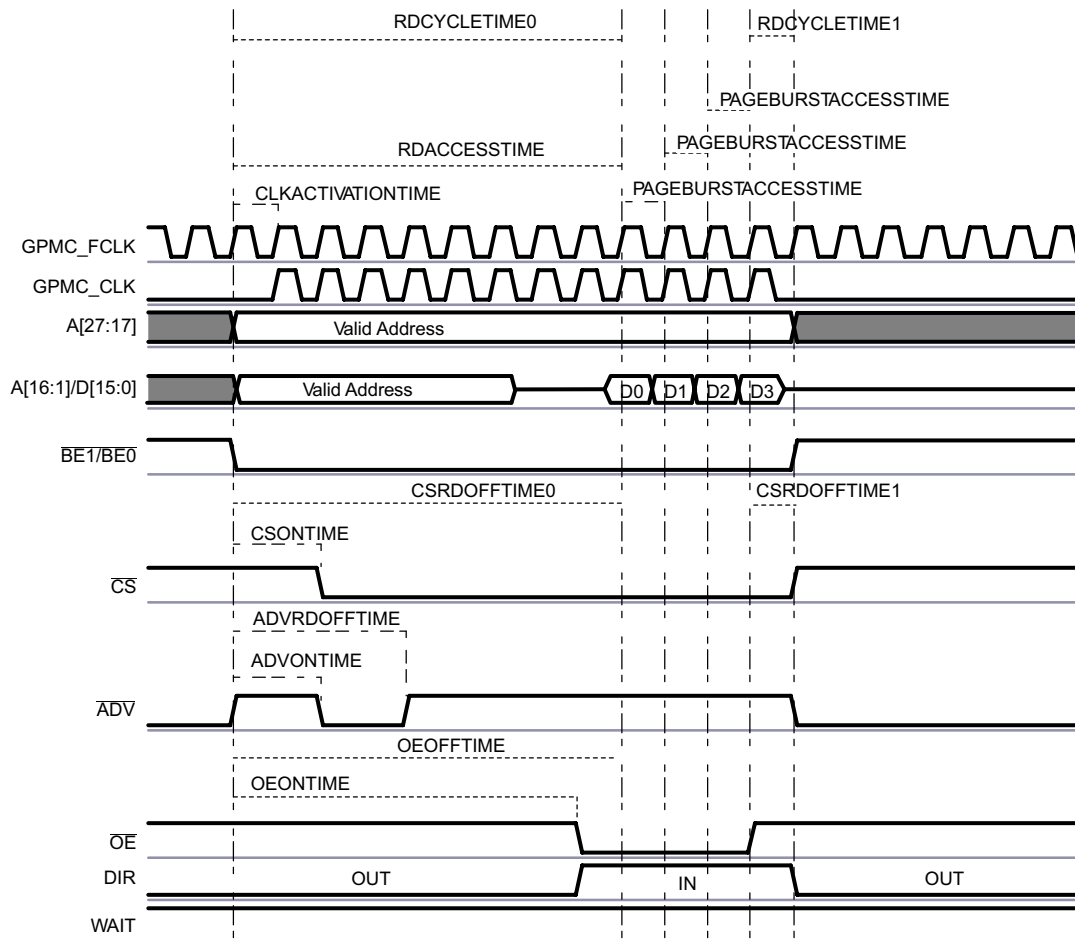 RDCYCLETIME0
RDCYCLETIME1
PAGEBURSTACCESSTIME
RDACCESSTIME
PAGEBURSTACCESSTIME
CLKACTIVATIONTIME
PAGEBURSTACCESSTIME
GPMC_FCLK
GPMC_CLK
A[27:17]
Valid Address
A[16:1]/D[15:0]
Valid Address
D0
D1
D2
D3
BE1/BE0
CSRDOFFTIME0
CSRDOFFTIME1
CSONTIME
CS
ADVRDOFFTIME
ADVONTIME
ADV
OEOFFTIME
OEONTIME
OE
DIR
OUT
IN
OUT
WAIT